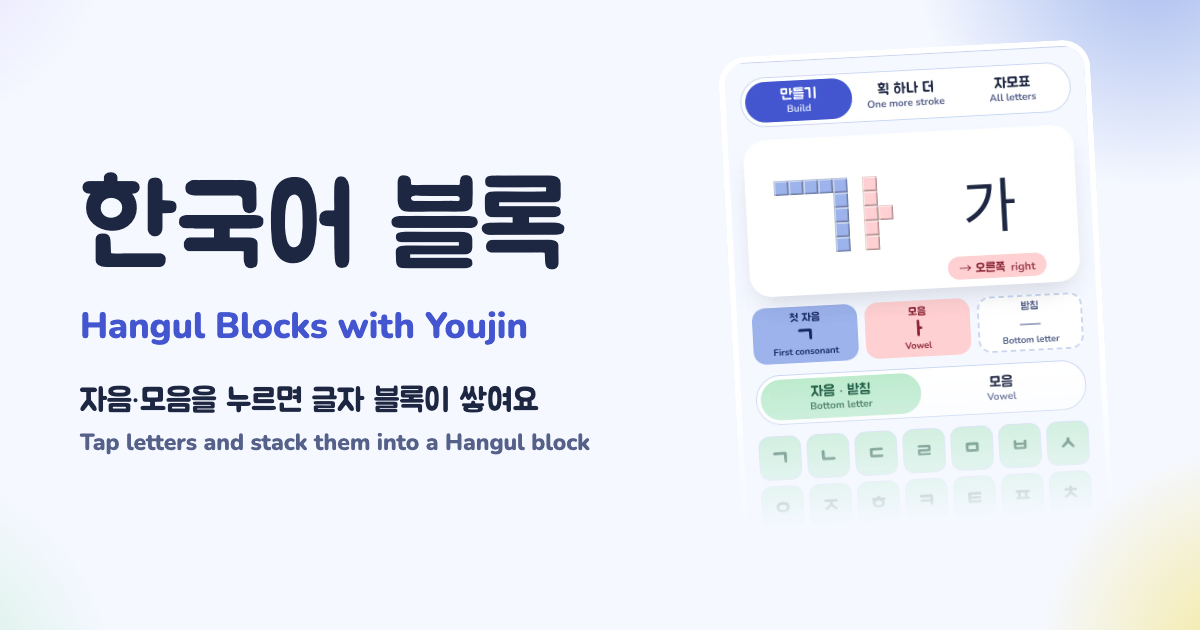 한국어 블록
Hangul Blocks with Youjin
자음·모음을 누르면 글자 블록이 쌓여요
Tap letters and stack them into a Hangul block
만들기
Build
획 하나 더
One more stroke
자모표
All letters
가
가
→ 오른쪽 right
첫 자음
ㄱ
First consonant
모음
ㅏ
Vowel
받침
—
Bottom letter
자음 · 받침
Bottom letter
모음
Vowel
ㄱ ㄴ ㄷ ㄹ ㅁ ㅂ ㅅ
ㅇ ㅈ ㅎ ㅋ ㅌ ㅍ ㅊ